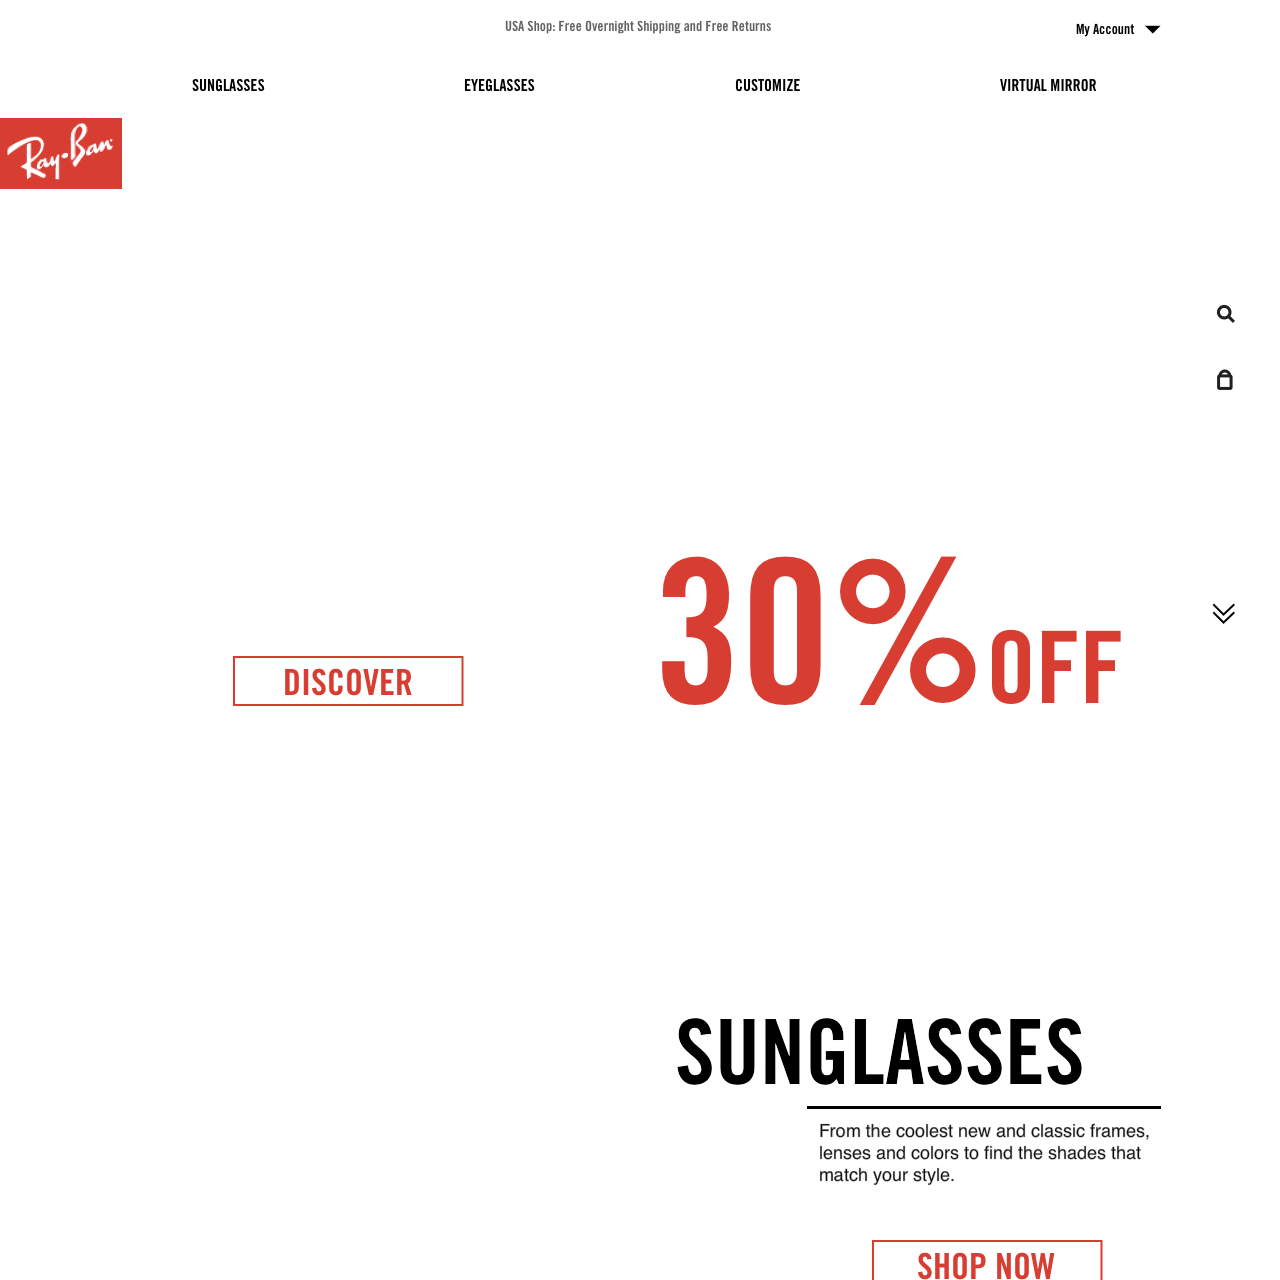 USA Shop: Free Overnight Shipping and Free Returns
My Account
SUNGLASSES
EYEGLASSES
CUSTOMIZE
VIRTUAL MIRROR
Ray-Ban
30% OFF
DISCOVER
SUNGLASSES
From the coolest new and classic frames,
lenses and colors to find the shades that
match your style.
SHOP NOW